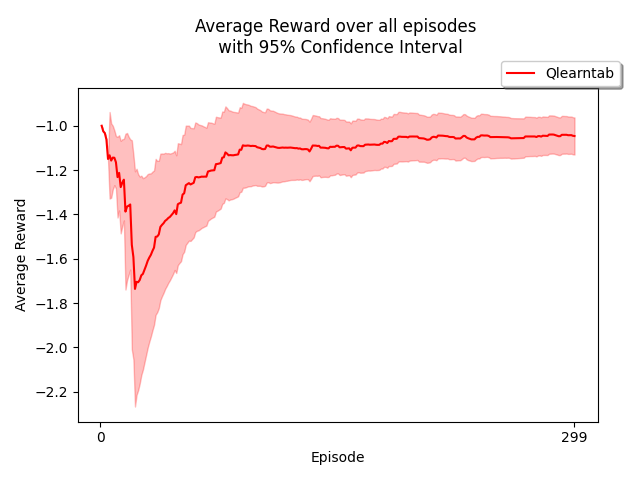 Average Reward over all episodes
with 95% Confidence Interval
Qlearntab
−1.0
−1.2
−1.4
−1.6
−1.8
−2.0
−2.2
Average Reward
0
299
Episode